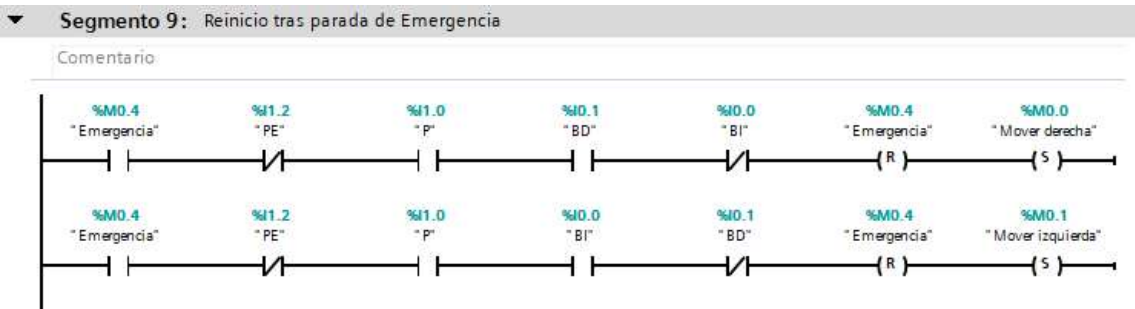 Segmento 9: Reinicio tras parada de Emergencia
Comentario
%M0.4 %I1.2 %I1.0 %I0.1 %I0.0 %M0.4 %M0.0
"Emergencia" "PE" "P" "BD" "BI" "Emergencia" "Mover derecha"
R S
%M0.4 %I1.2 %I1.0 %I0.0 %I0.1 %M0.4 %M0.1
"Emergencia" "PE" "P" "BI" "BD" "Emergencia" "Mover izquierda"
R S